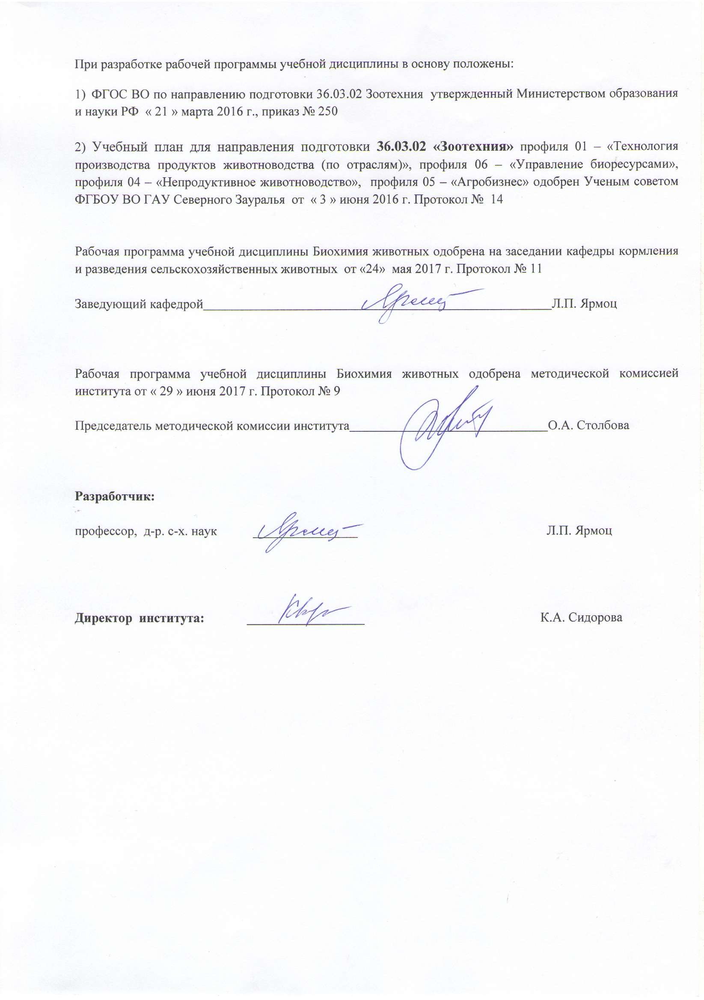 При разработке рабочей программы учебной дисциплины в основу положены:
1) ФГОС ВО по направлению подготовки 36.03.02 Зоотехния утвержденный Министерством образования
и науки РФ « 21 » марта 2016 г., приказ № 250
2) Учебный план для направления подготовки 36.03.02 «Зоотехния» профиля 01 – «Технология
производства продуктов животноводства (по отраслям)», профиля 06 – «Управление биоресурсами»,
профиля 04 – «Непродуктивное животноводство», профиля 05 – «Агробизнес» одобрен Ученым советом
ФГБОУ ВО ГАУ Северного Зауралья от « 3 » июня 2016 г. Протокол № 14
Рабочая программа учебной дисциплины Биохимия животных одобрена на заседании кафедры кормления
и разведения сельскохозяйственных животных от «24» мая 2017 г. Протокол № 11
Заведующий кафедрой Л.П. Ярмоц
Рабочая программа учебной дисциплины Биохимия животных одобрена методической комиссией
института от « 29 » июня 2017 г. Протокол № 9
Председатель методической комиссии института О.А. Столбова
Разработчик:
профессор, д-р. с-х. наук Л.П. Ярмоц
Директор института: К.А. Сидорова